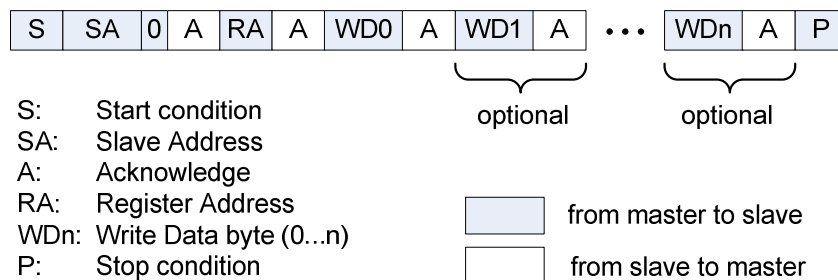 S SA 0 A RA A WD0 A WD1 A ••• WDn A P
optional optional
S: Start condition
SA: Slave Address
A: Acknowledge
RA: Register Address
WDn: Write Data byte (0...n)
P: Stop condition
from master to slave
from slave to master